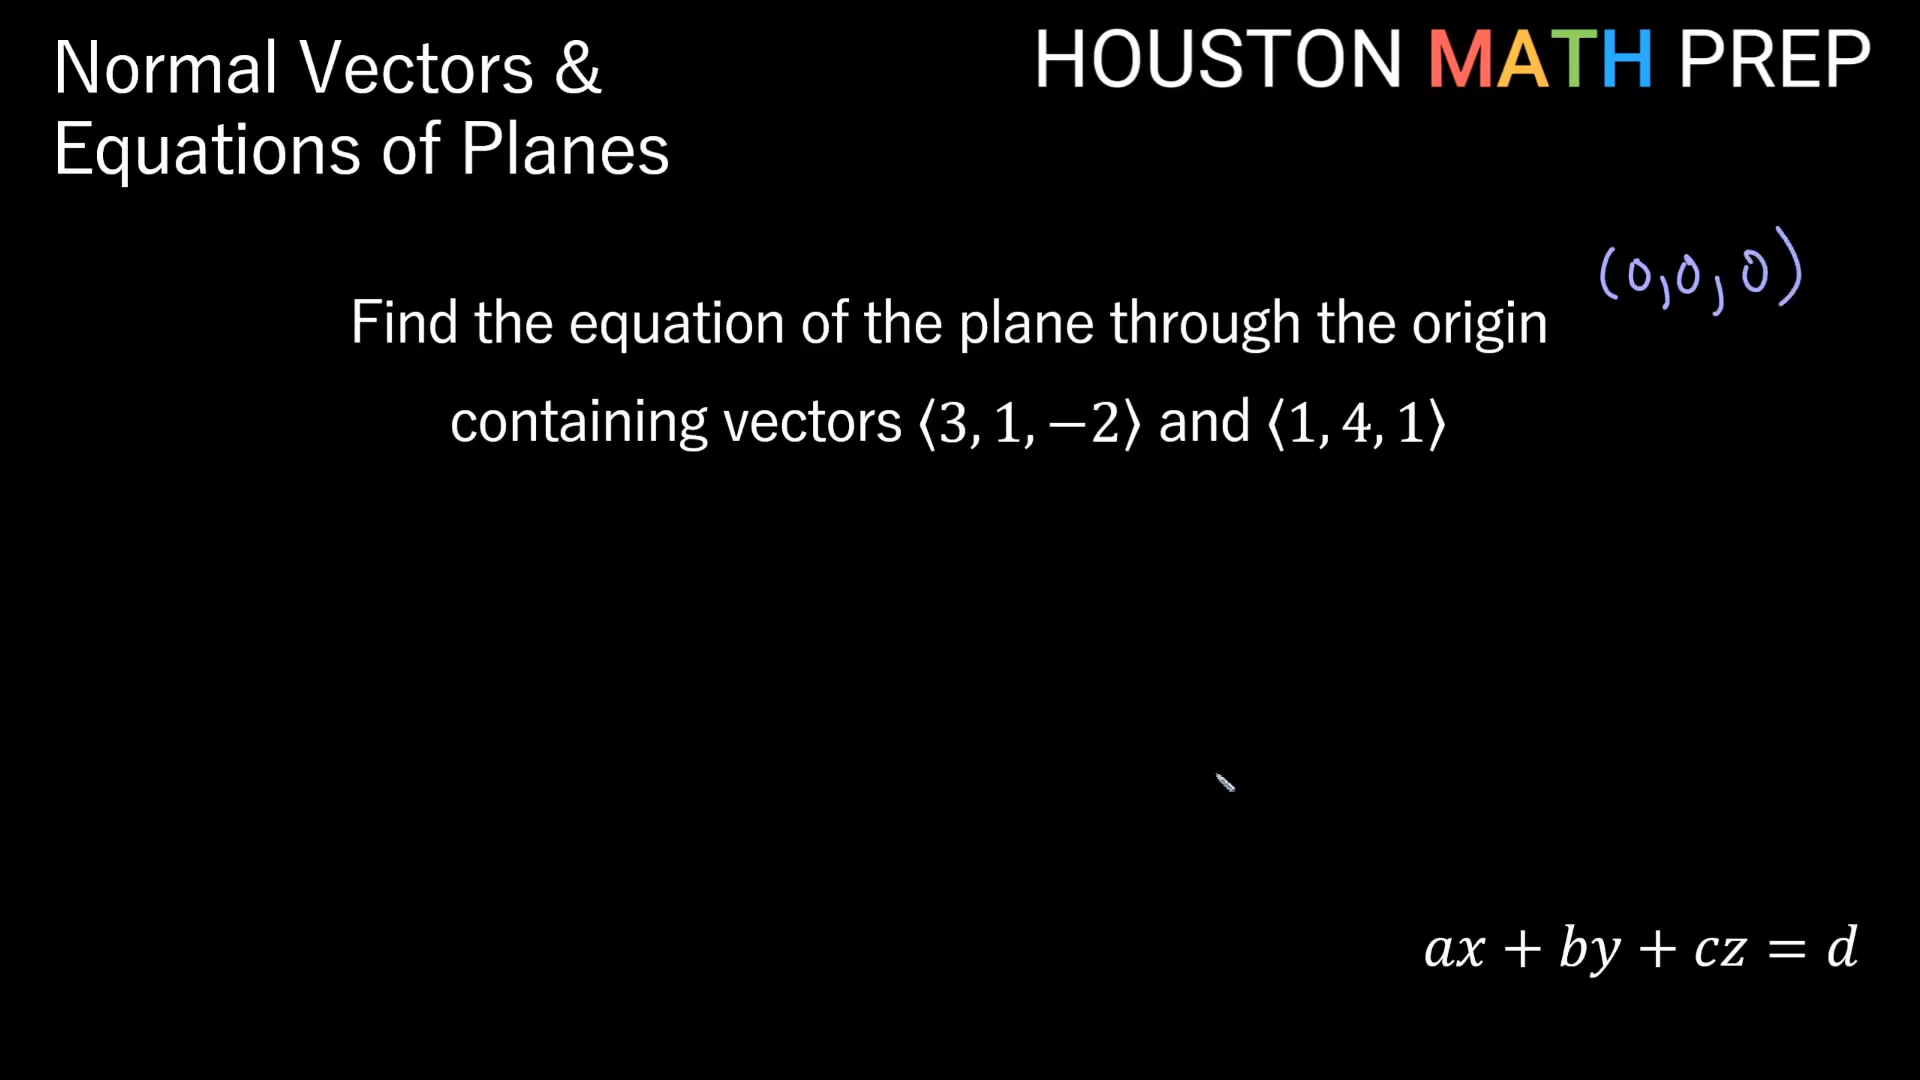 Normal Vectors &
Equations of Planes
HOUSTON MATH PREP
(0,0,0)
Find the equation of the plane through the origin
containing vectors ⟨3, 1, −2⟩ and ⟨1, 4, 1⟩
ax + by + cz = d